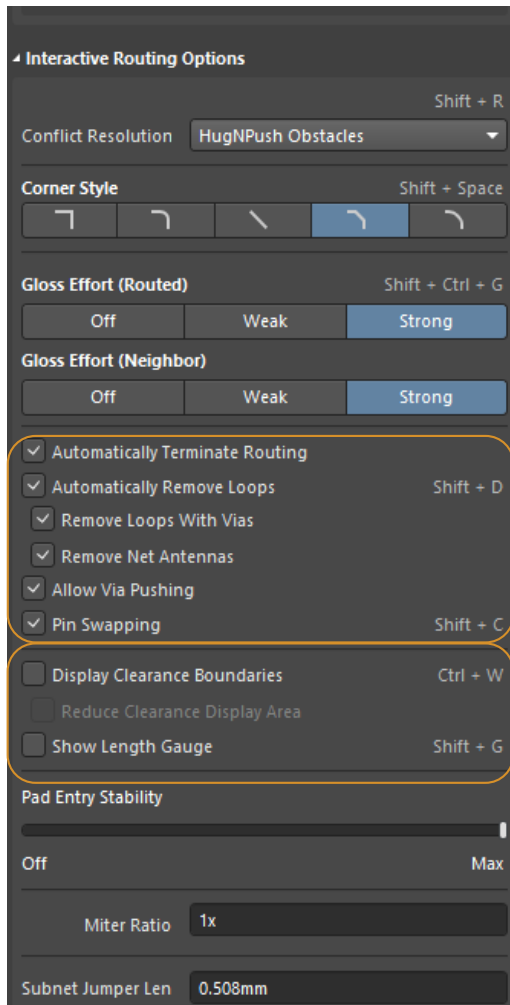 Interactive Routing Options
Shift + R
Conflict Resolution HugNPush Obstacles
Corner Style Shift + Space
Gloss Effort (Routed) Shift + Ctrl + G
Off Weak Strong
Gloss Effort (Neighbor)
Off Weak Strong
Automatically Terminate Routing
Automatically Remove Loops Shift + D
Remove Loops With Vias
Remove Net Antennas
Allow Via Pushing
Pin Swapping Shift + C
Display Clearance Boundaries Ctrl + W
Reduce Clearance Display Area
Show Length Gauge Shift + G
Pad Entry Stability
Off Max
Miter Ratio 1x
Subnet Jumper Len 0.508mm